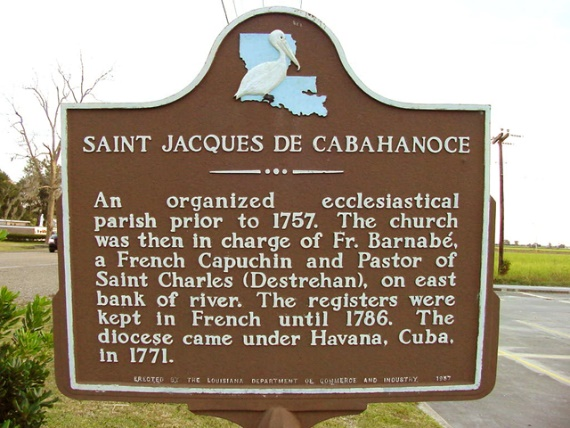 SAINT JACQUES DE CABAHANOCE
An organized ecclesiastical
parish prior to 1757. The church
was then in charge of Fr. Barnabé,
a French Capuchin and Pastor of
Saint Charles (Destrehan), on east
bank of river. The registers were
kept in French until 1786. The
diocese came under Havana, Cuba,
in 1771.
ERECTED BY THE LOUISIANA DEPARTMENT OF COMMERCE AND INDUSTRY